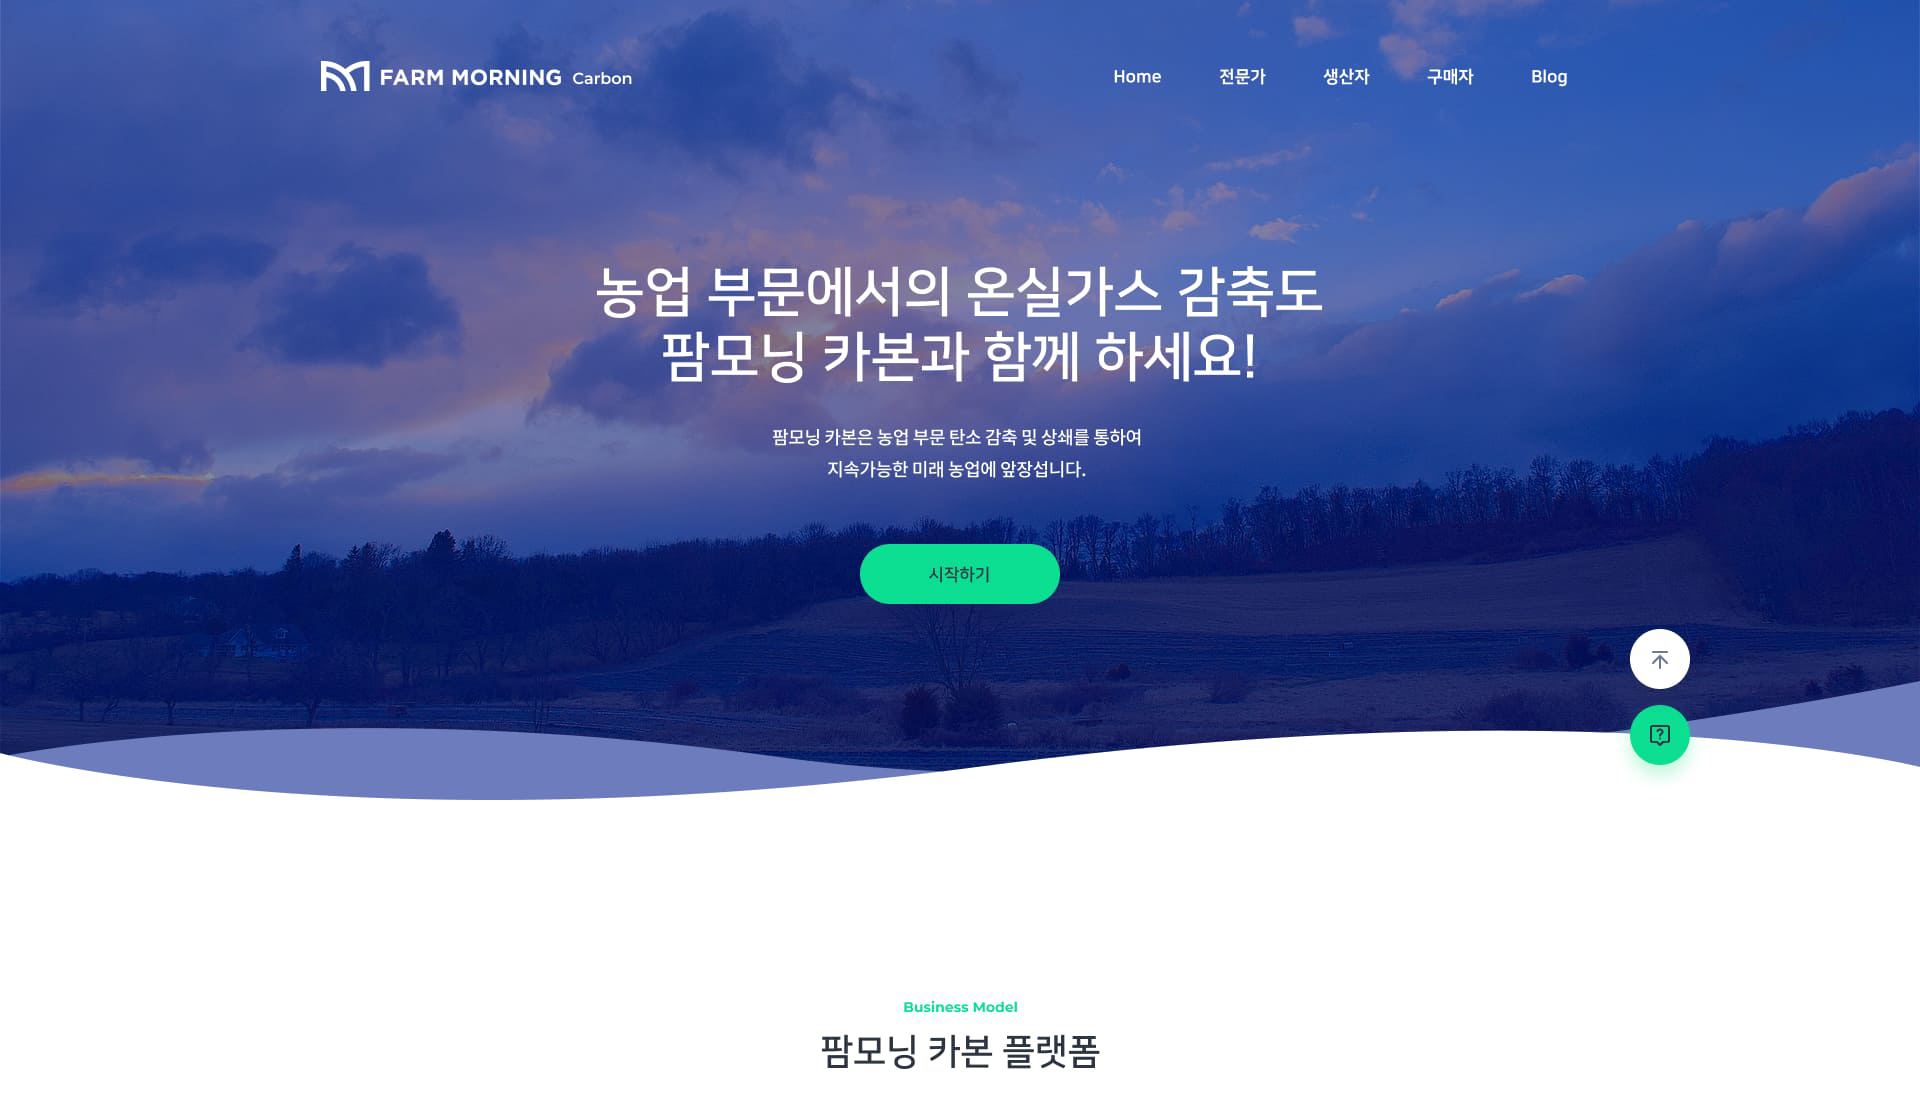 FARM MORNING Carbon
Home 전문가 생산자 구매자 Blog
농업 부문에서의 온실가스 감축도
팜모닝 카본과 함께 하세요!
팜모닝 카본은 농업 부문 탄소 감축 및 상쇄를 통하여
지속가능한 미래 농업에 앞장섭니다.
시작하기
Business Model
팜모닝 카본 플랫폼